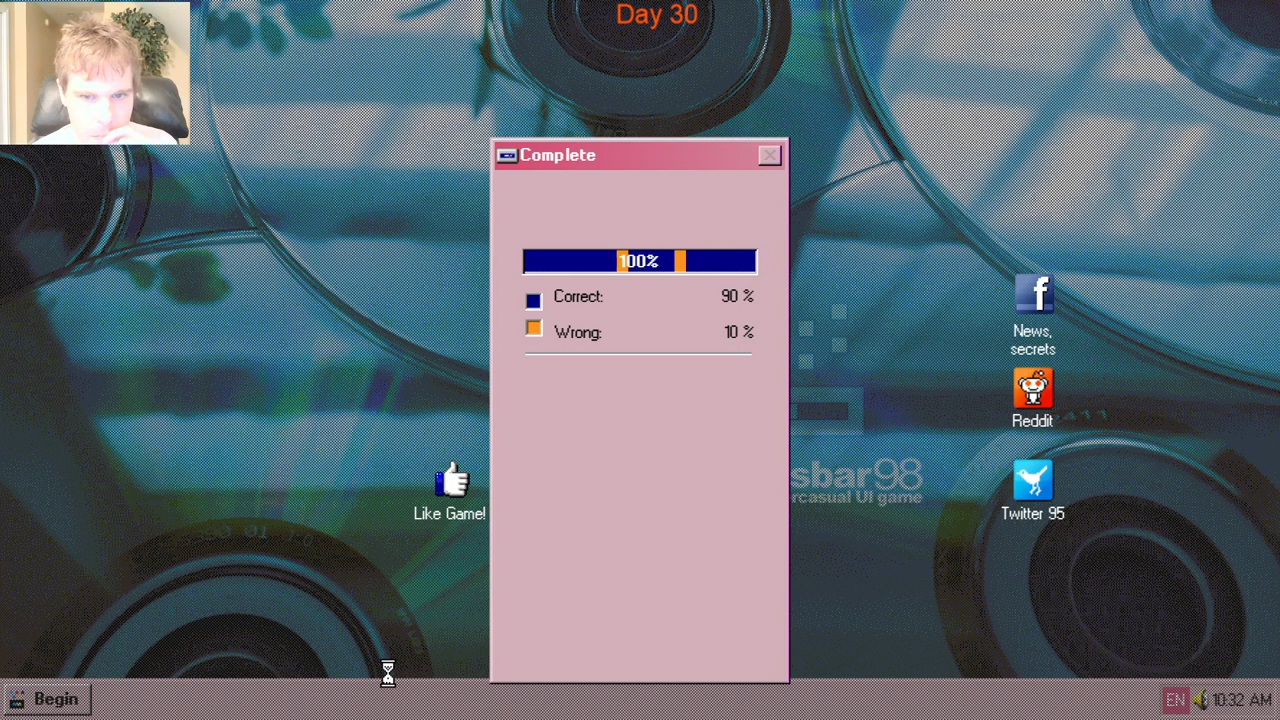 Day 30
Complete
100%
Correct: 90 %
Wrong: 10 %
News,
secrets
Reddit
Like Game!
sbar98
rcasual UI game
Twitter 95
Begin
EN 10:32 AM